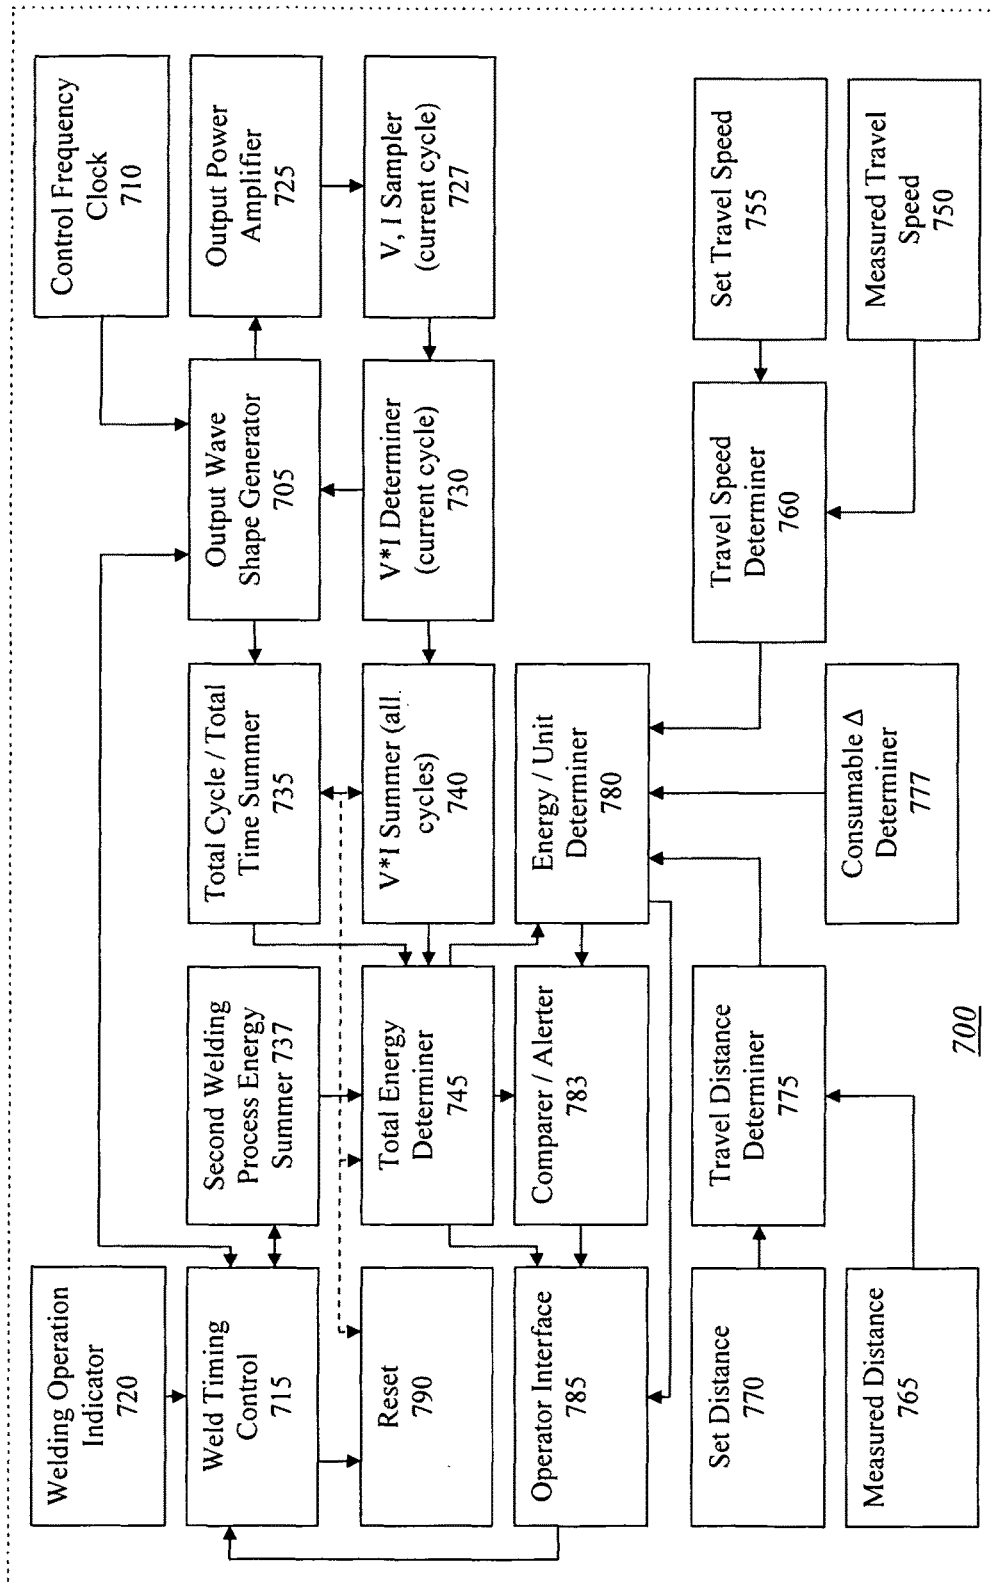 Welding Operation
Indicator
720
Control Frequency
Clock
710
Weld Timing
Control
715
Second Welding
Process Energy
Summer 737
Total Cycle / Total
Time Summer
735
Output Wave
Shape Generator
705
Output Power
Amplifier
725
Reset
790
Total Energy
Determiner
745
V*I Summer (all
cycles)
740
V*I Determiner
(current cycle)
730
V, I Sampler
(current cycle)
727
Operator Interface
785
Comparer / Alerter
783
Energy / Unit
Determiner
780
Set Distance
770
Travel Distance
Determiner
775
Travel Speed
Determiner
760
Set Travel Speed
755
Measured Distance
765
Consumable Δ
Determiner
777
Measured Travel
Speed
750
700